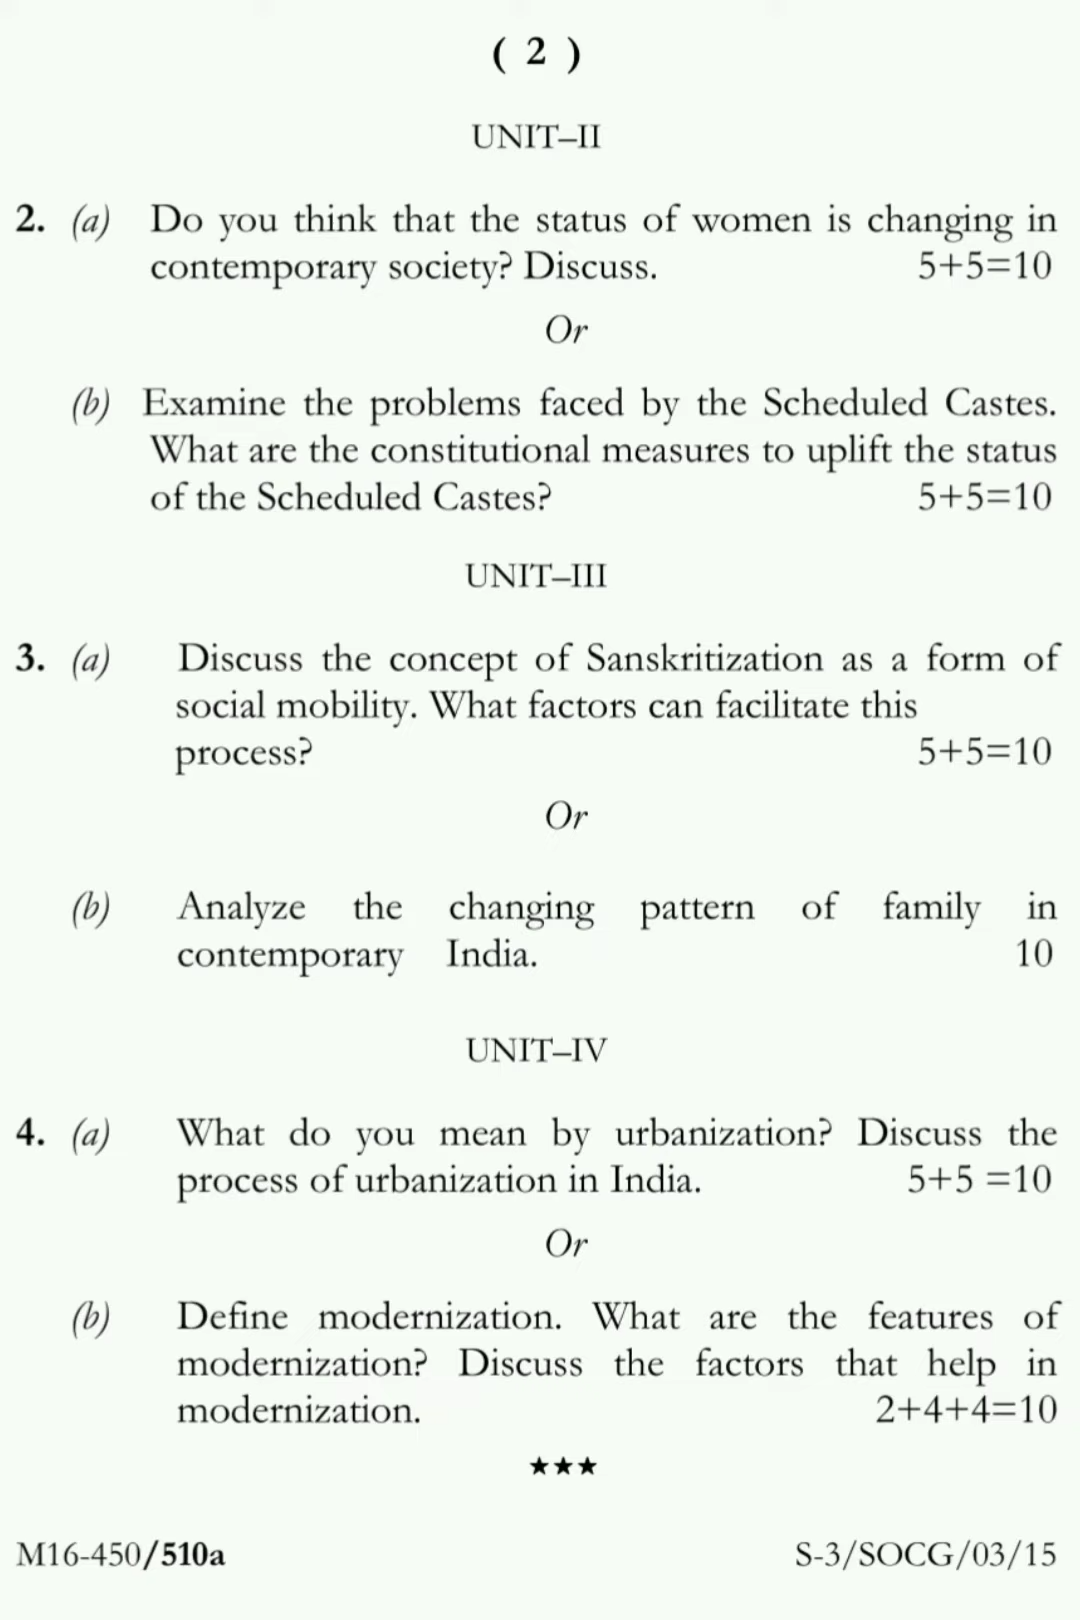 ( 2 )
UNIT–II
2. (a) Do you think that the status of women is changing in
contemporary society? Discuss. 5+5=10
Or
(b) Examine the problems faced by the Scheduled Castes.
What are the constitutional measures to uplift the status
of the Scheduled Castes? 5+5=10
UNIT–III
3. (a) Discuss the concept of Sanskritization as a form of
social mobility. What factors can facilitate this
process? 5+5=10
Or
(b) Analyze the changing pattern of family in
contemporary India. 10
UNIT–IV
4. (a) What do you mean by urbanization? Discuss the
process of urbanization in India. 5+5 =10
Or
(b) Define modernization. What are the features of
modernization? Discuss the factors that help in
modernization. 2+4+4=10
★★★
M16-450/510a S-3/SOCG/03/15